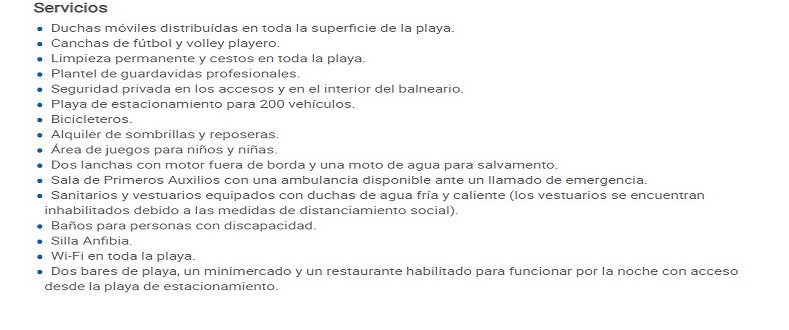 Servicios
• Duchas móviles distribuídas en toda la superficie de la playa.
• Canchas de fútbol y volley playero.
• Limpieza permanente y cestos en toda la playa.
• Plantel de guardavidas profesionales.
• Seguridad privada en los accesos y en el interior del balneario.
• Playa de estacionamiento para 200 vehículos.
• Bicicleteros.
• Alquiler de sombrillas y reposeras.
• Área de juegos para niños y niñas.
• Dos lanchas con motor fuera de borda y una moto de agua para salvamento.
• Sala de Primeros Auxilios con una ambulancia disponible ante un llamado de emergencia.
• Sanitarios y vestuarios equipados con duchas de agua fría y caliente (los vestuarios se encuentran
inhabilitados debido a las medidas de distanciamiento social).
• Baños para personas con discapacidad.
• Silla Anfibia.
• Wi-Fi en toda la playa.
• Dos bares de playa, un minimercado y un restaurante habilitado para funcionar por la noche con acceso
desde la playa de estacionamiento.